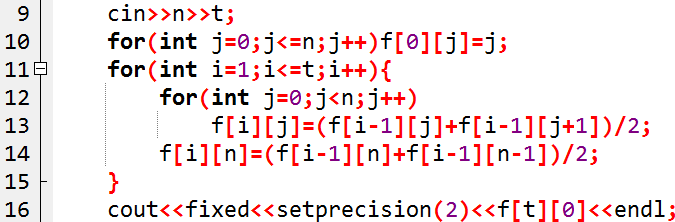 9 cin>>n>>t;
10 for(int j=0;j<=n;j++)f[0][j]=j;
11 for(int i=1;i<=t;i++){
12 for(int j=0;j<n;j++)
13 f[i][j]=(f[i-1][j]+f[i-1][j+1])/2;
14 f[i][n]=(f[i-1][n]+f[i-1][n-1])/2;
15 }
16 cout<<fixed<<setprecision(2)<<f[t][0]<<endl;